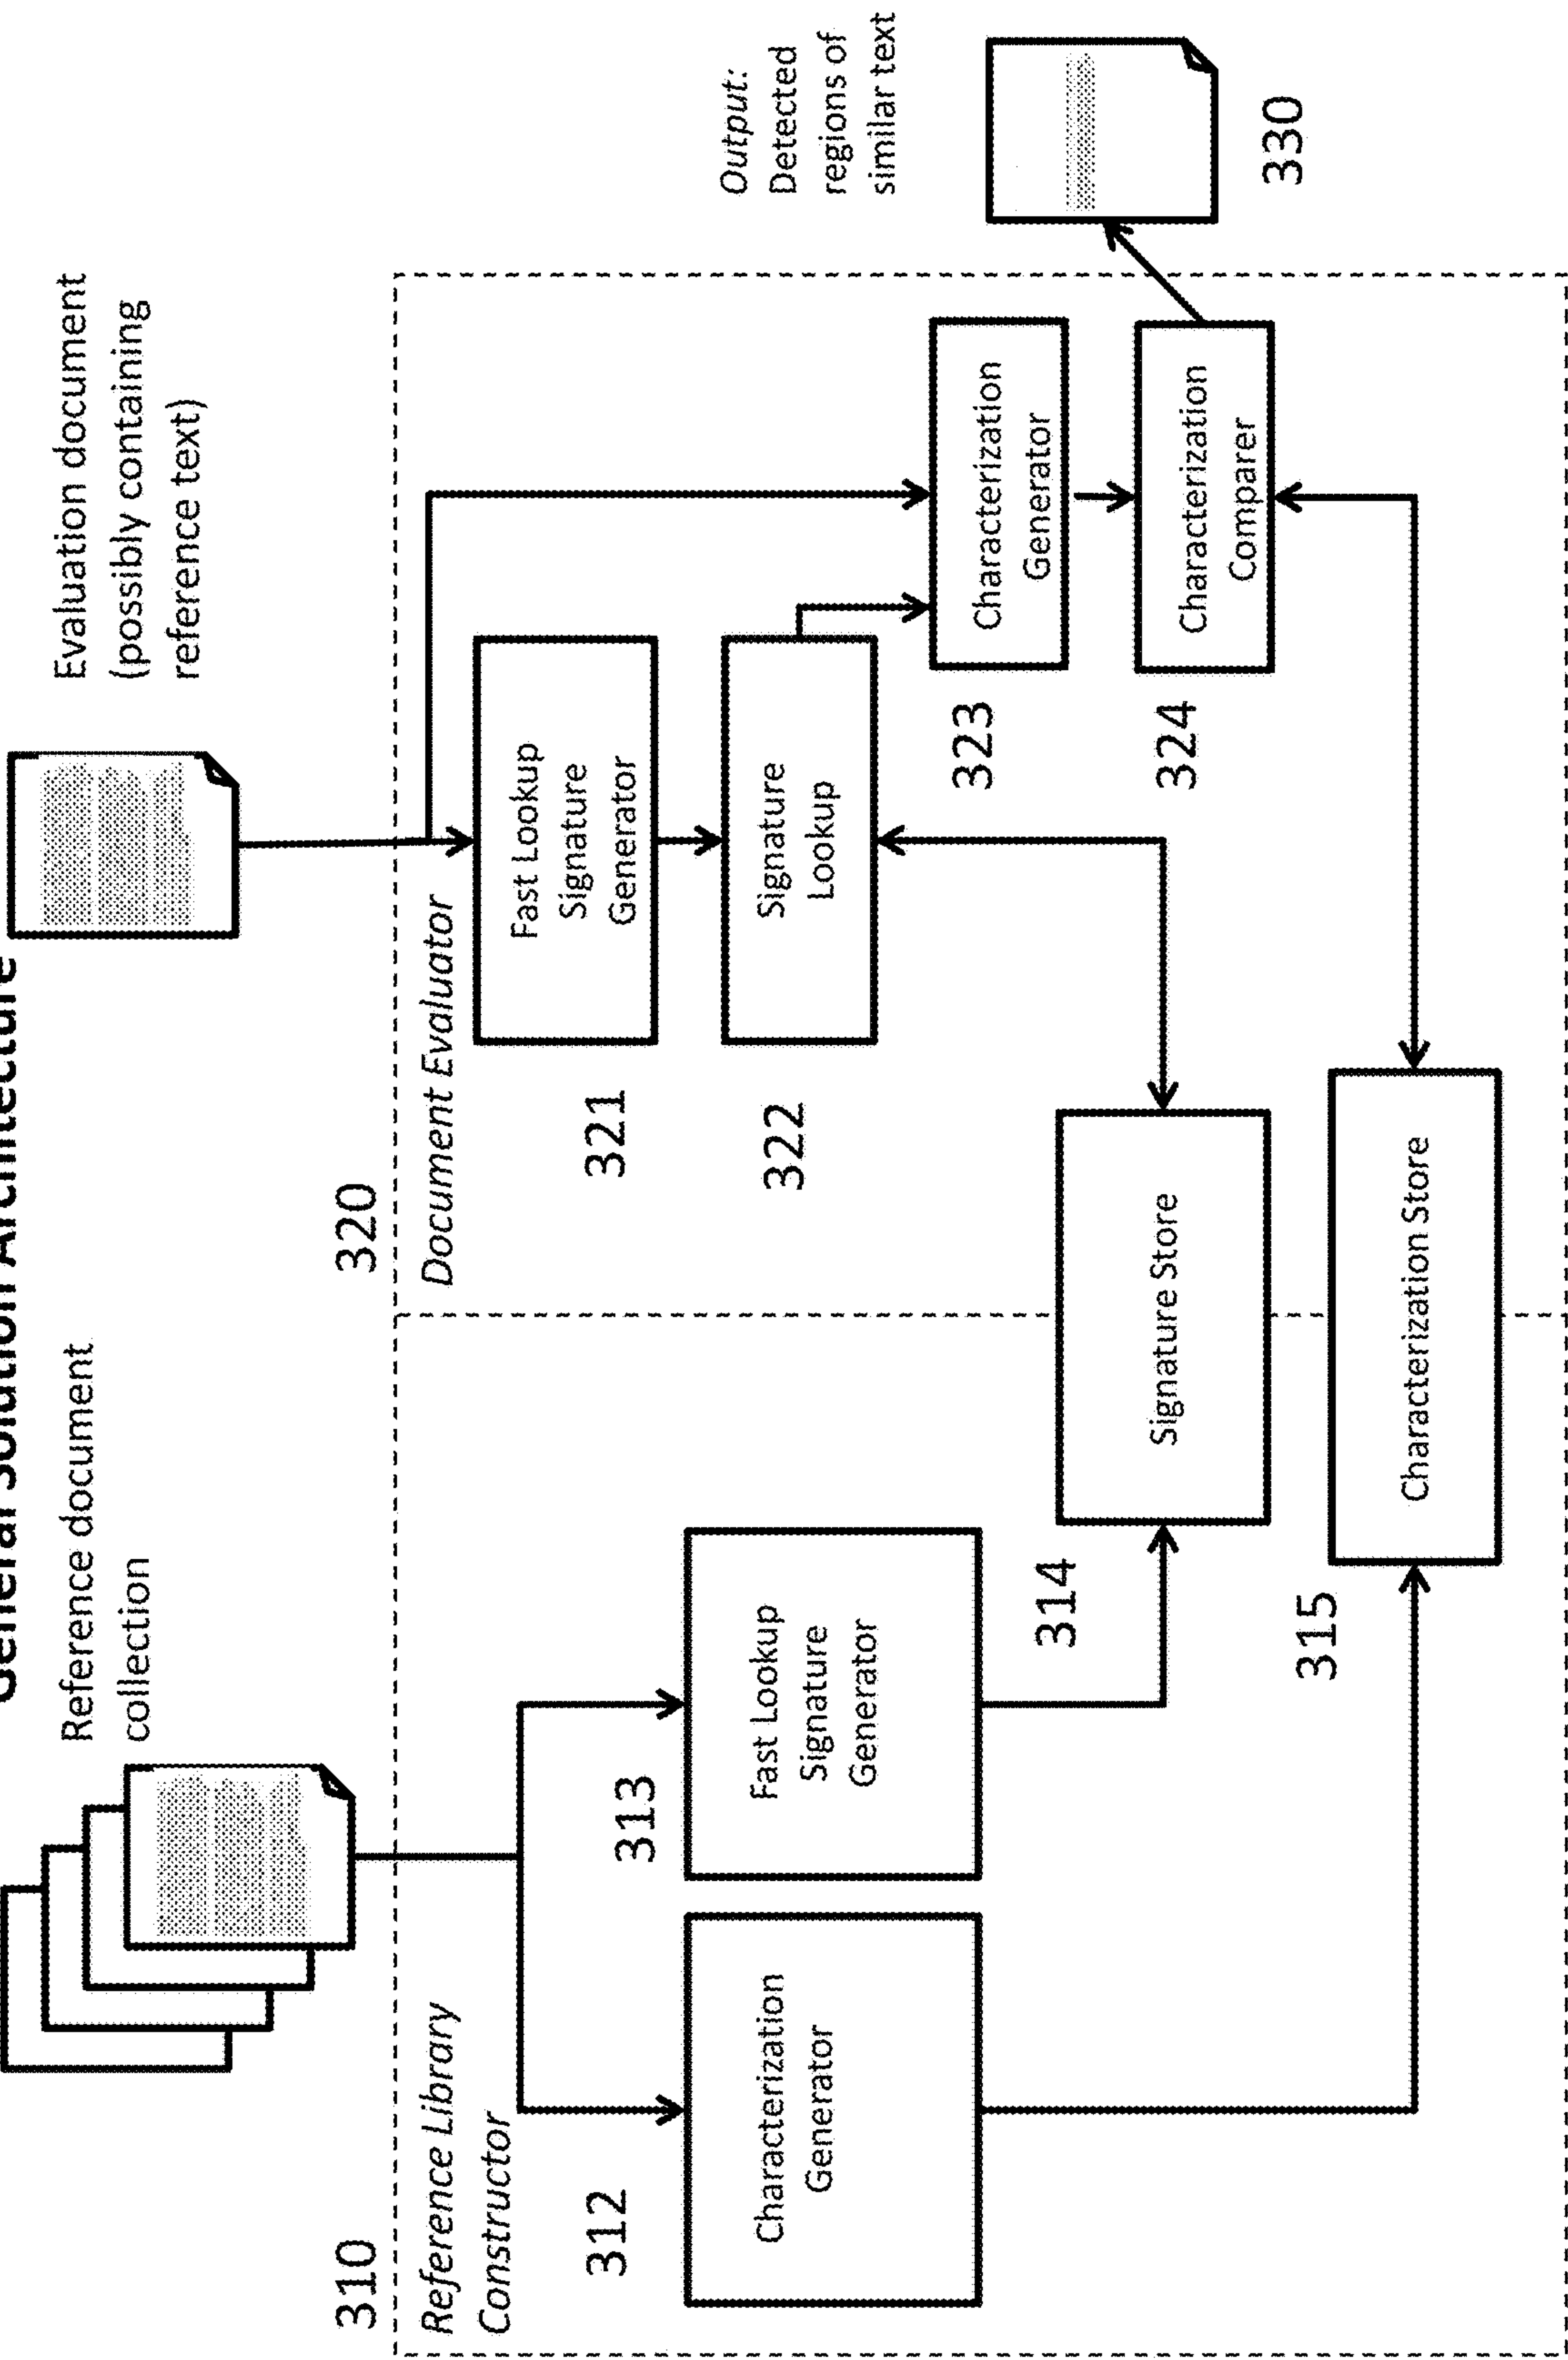 General Solution Architecture
Reference document
collection
Evaluation document
(possibly containing
reference text)
310
320
Reference Library
Constructor
Document Evaluator
312
Characterization
Generator
313
Fast Lookup
Signature
Generator
321
Fast Lookup
Signature
Generator
322
Signature
Lookup
323
Characterization
Generator
324
Characterization
Comparer
314
Signature Store
315
Characterization Store
Output:
Detected
regions of
similar text
330